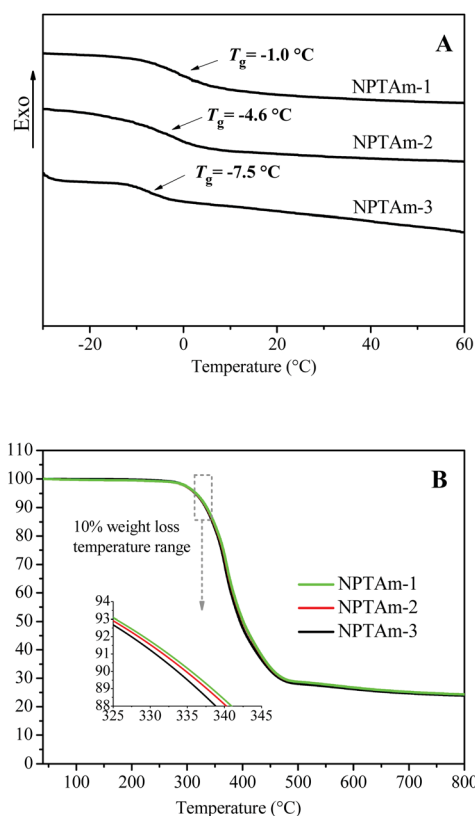 A
Exo
Tg= -1.0 °C
NPTAm-1
Tg= -4.6 °C
NPTAm-2
Tg= -7.5 °C
NPTAm-3
-20 0 20 40 60
Temperature (°C)
B
110
100
90
80
70
60
50
40
30
20
10
0
10% weight loss
temperature range
NPTAm-1
NPTAm-2
NPTAm-3
94
93
92
91
90
89
88
325 330 335 340 345
100 200 300 400 500 600 700 800
Temperature (°C)